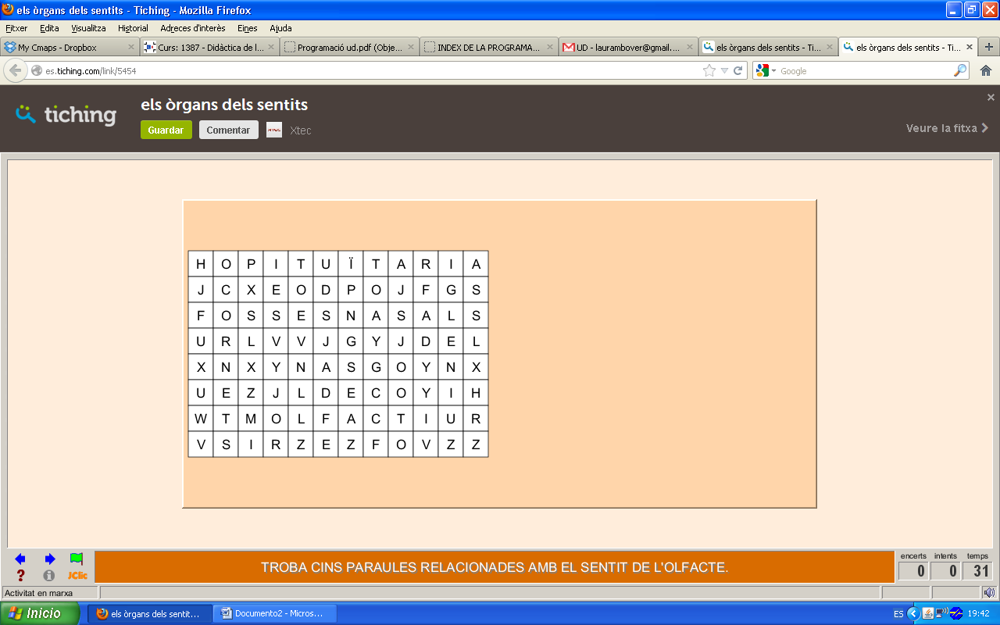 els òrgans dels sentits - Tiching - Mozilla Firefox
Fitxer Edita Visualitza Historial Adreces d'interès Eines Ajuda
My Cmaps - Dropbox Curs: 1387 - Didàctica de l... Programació ud.pdf (Obje... INDEX DE LA PROGRAMA... UD - laurambover@gmail.... els òrgans dels sentits - Ti... els òrgans dels sentits - Ti...
es.tiching.com/link/5454 Google
tiching els òrgans dels sentits
Guardar Comentar XTEC Xtec Veure la fitxa
H O P I T U Ï T A R I A
J C X E O D P O J F G S
F O S S E S N A S A L S
U R L V V J G Y J D E L
X N X Y N A S G O Y N X
U E Z J L D E C O Y I H
W T M O L F A C T I U R
V S I R Z E Z F O V Z Z
TROBA CINS PARAULES RELACIONADES AMB EL SENTIT DE L'OLFACTE.
encerts intents temps
0 0 31
? i JClic
Activitat en marxa
Inicio els òrgans dels sentit... Documento2 - Micros... ES 19:42